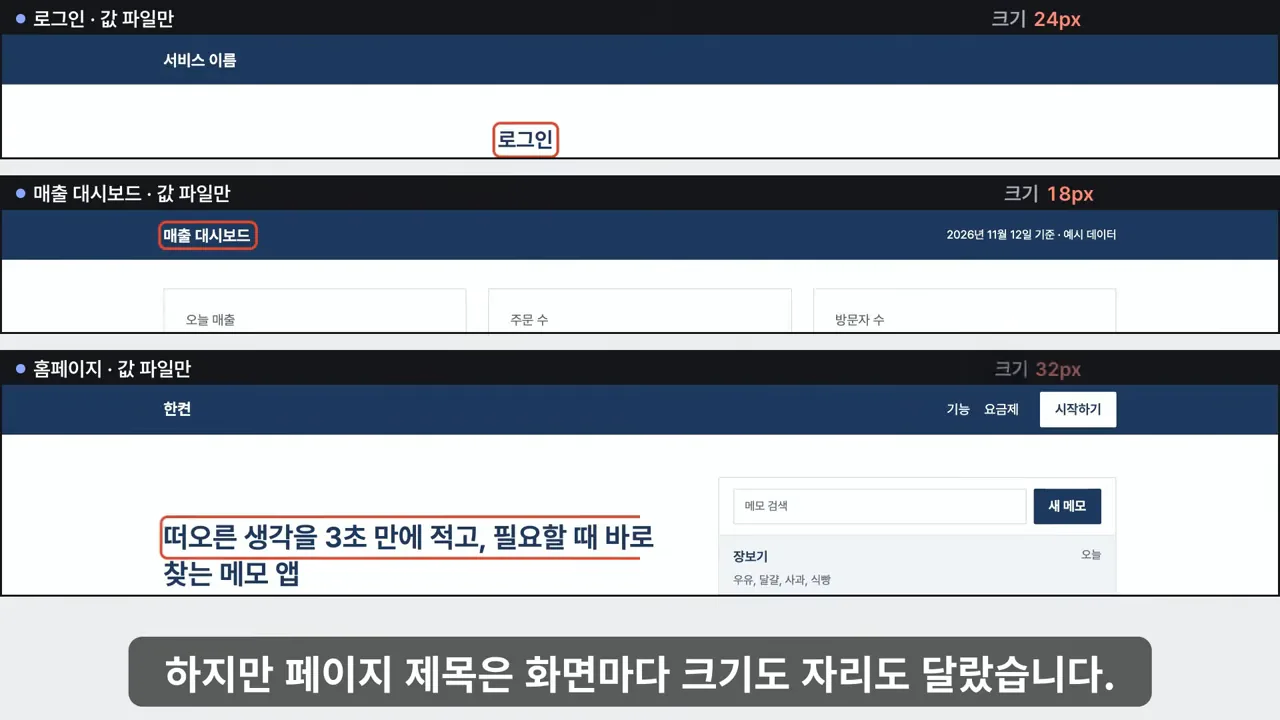 로그인 · 값 파일만
크기 24px
서비스 이름
로그인
매출 대시보드 · 값 파일만
크기 18px
매출 대시보드
2026년 11월 12일 기준 · 예시 데이터
오늘 매출
주문 수
방문자 수
홈페이지 · 값 파일만
크기 32px
한켠
기능 요금제 시작하기
메모 검색
새 메모
떠오른 생각을 3초 만에 적고, 필요할 때 바로
찾는 메모 앱
장보기
오늘
우유, 달걀, 사과, 식빵
하지만 페이지 제목은 화면마다 크기도 자리도 달랐습니다.